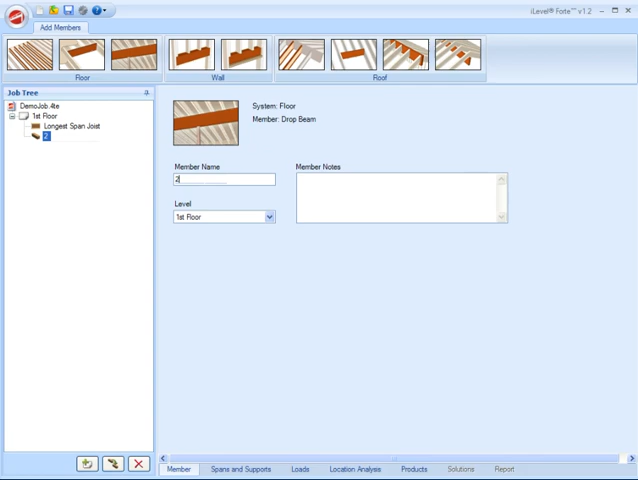 iLevel® Forte™ v1.2
Add Members
Floor
Wall
Roof
Job Tree
DemoJob.4te
1st Floor
Longest Span Joist
2
System: Floor
Member: Drop Beam
Member Name
Member Notes
2
Level
1st Floor
Member
Spans and Supports
Loads
Location Analysis
Products
Solutions
Report